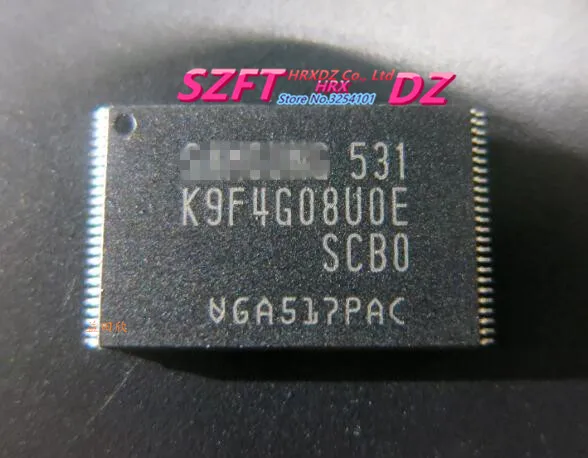 SZFT HRXDZ Co., Ltd DZ
HRX
Store No.3254101
531
K9F4G08U0E
SCB0
VGA517PAC